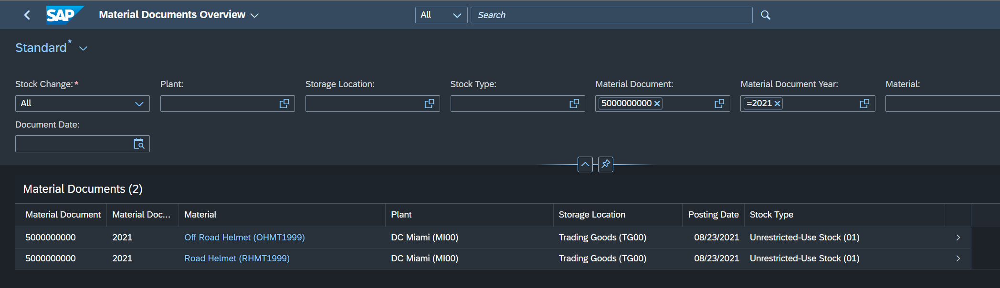 SAP Material Documents Overview All Search
Standard*
Stock Change:* Plant: Storage Location: Stock Type: Material Document: Material Document Year: Material:
All 5000000000 =2021
Document Date:
Material Documents (2)
Material Document Material Doc... Material Plant Storage Location Posting Date Stock Type
5000000000 2021 Off Road Helmet (OHMT1999) DC Miami (MI00) Trading Goods (TG00) 08/23/2021 Unrestricted-Use Stock (01)
5000000000 2021 Road Helmet (RHMT1999) DC Miami (MI00) Trading Goods (TG00) 08/23/2021 Unrestricted-Use Stock (01)